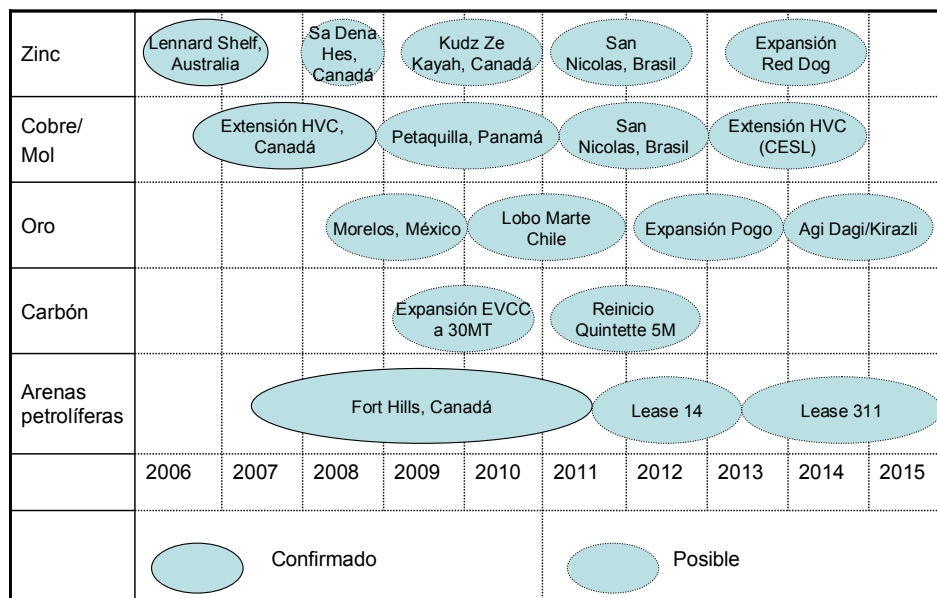 Zinc
Lennard Shelf,
Australia
Sa Dena
Hes,
Canadá
Kudz Ze
Kayah, Canadá
San
Nicolas, Brasil
Expansión
Red Dog
Cobre/
Mol
Extensión HVC,
Canadá
Petaquilla, Panamá
San
Nicolas, Brasil
Extensión HVC
(CESL)
Oro
Morelos, México
Lobo Marte
Chile
Expansión Pogo
Agi Dagi/Kirazli
Carbón
Expansión EVCC
a 30MT
Reinicio
Quintette 5M
Arenas
petrolíferas
Fort Hills, Canadá
Lease 14
Lease 311
2006 2007 2008 2009 2010 2011 2012 2013 2014 2015
Confirmado
Posible